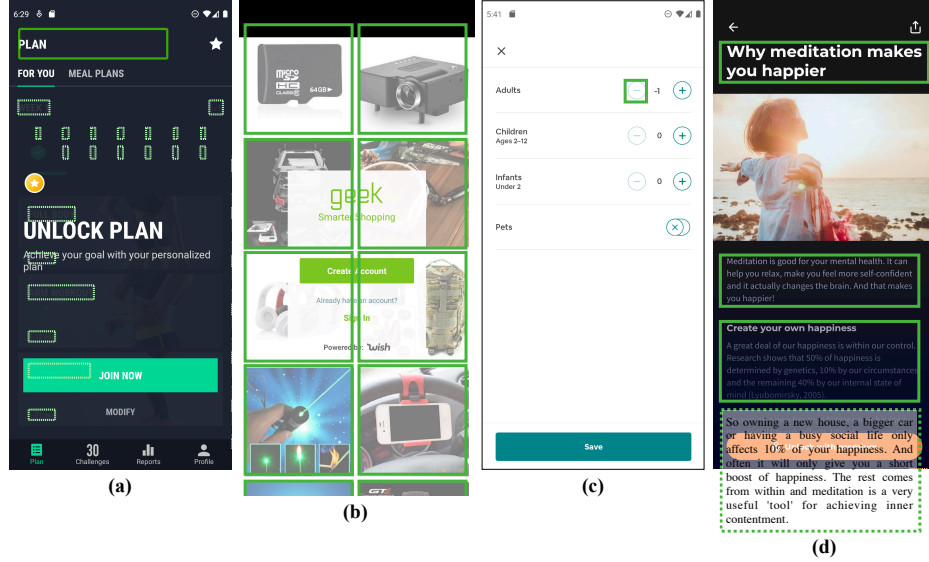 6:29
PLAN
FOR YOU MEAL PLANS
WEEK
UNLOCK PLAN
Achieve your goal with your personalized
plan
JOIN NOW
MODIFY
Plan
30
Challenges
Reports
Profile
(a)
micro
SD
HC
CLASS
64GB
geek
Smarter Shopping
Create Account
Already have an account?
Sign In
Powered by: wish
GT
(b)
5:41
Adults -1
Children 0
Ages 2–12
Infants 0
Under 2
Pets
Save
(c)
Why meditation makes
you happier
Meditation is good for your mental health. It can
help you relax, make you feel more self-confident
and it actually changes the brain. And that makes
you happier!
Create your own happiness
A great deal of our happiness is within our control.
Research shows that 50% of happiness is
determined by genetics, 10% by our circumstances
and the remaining 40% by our internal state of
mind (Lyubomirsky, 2005).
So owning a new house, a bigger car
or having a busy social life only
affects 10% of your happiness. And
often it will only give you a short
boost of happiness. The rest comes
from within and meditation is a very
useful 'tool' for achieving inner
contentment.
(d)